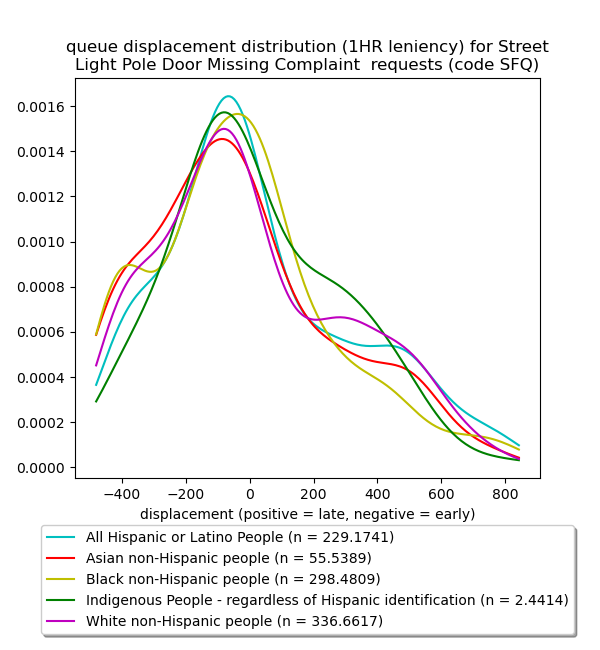 queue displacement distribution (1HR leniency) for Street
Light Pole Door Missing Complaint  requests (code SFQ)
0.0016
0.0014
0.0012
0.0010
0.0008
0.0006
0.0004
0.0002
0.0000
−400 −200 0 200 400 600 800
displacement (positive = late, negative = early)
All Hispanic or Latino People (n = 229.1741)
Asian non-Hispanic people (n = 55.5389)
Black non-Hispanic people (n = 298.4809)
Indigenous People - regardless of Hispanic identification (n = 2.4414)
White non-Hispanic people (n = 336.6617)